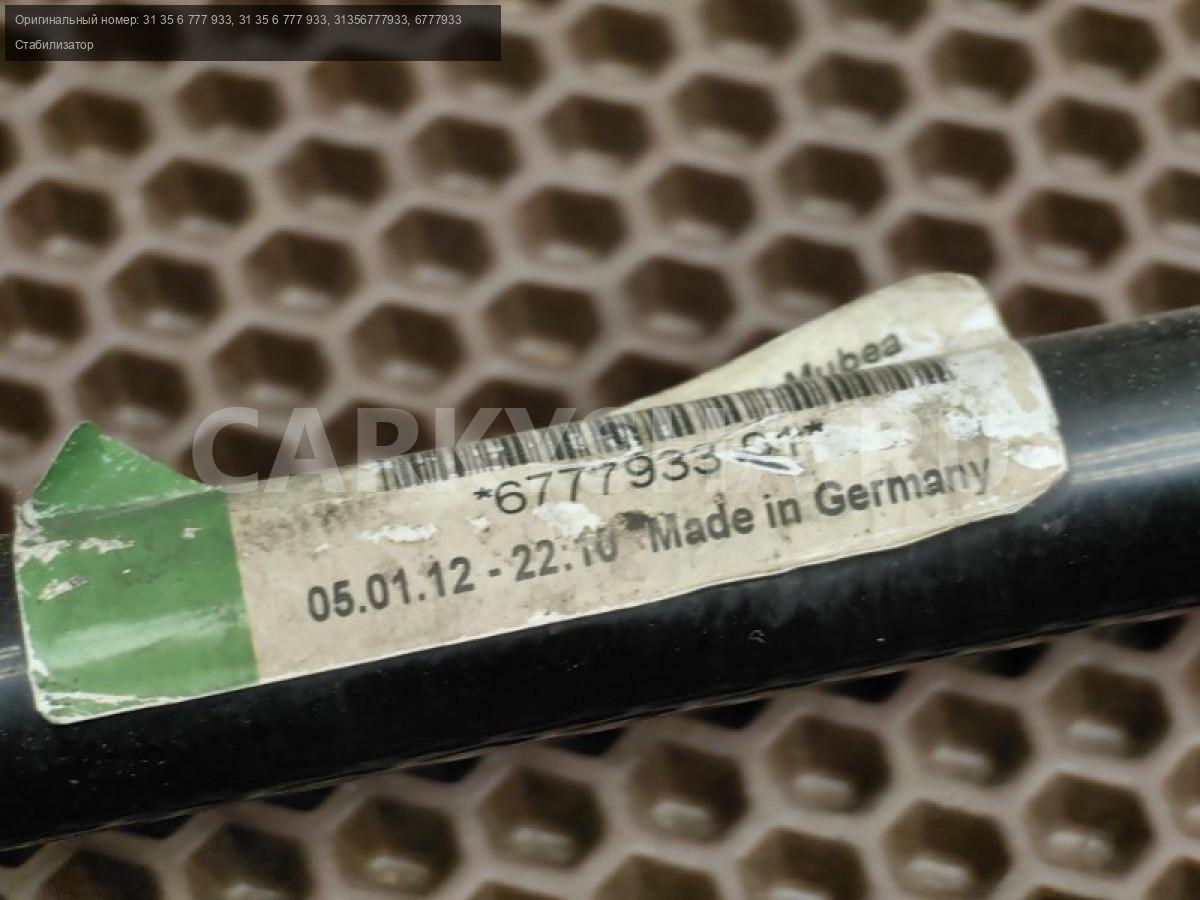 Оригинальный номер: 31 35 6 777 933, 31 35 6 777 933, 31356777933, 6777933
Стабилизатор
Mubea
*6777933
05.01.12 - 22:10 Made in Germany